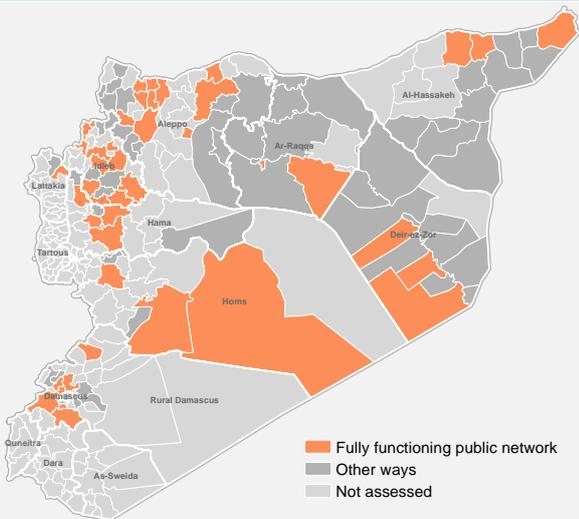 Al-Hassakeh
Aleppo
Ar-Raqqa
Idleb
Lattakia
Hama
Deir-ez-Zor
Tartous
Homs
Damascus
Rural Damascus
Quneitra
Dara
As-Sweida
Fully functioning public network
Other ways
Not assessed